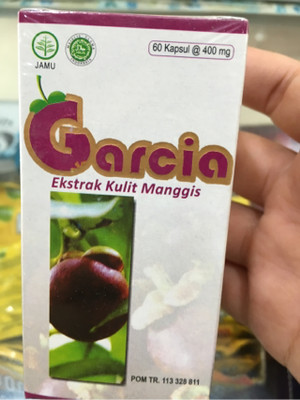 60 Kapsul @ 400 mg
JAMU
Garcia
Ekstrak Kulit Manggis
POM TR. 113 328 811